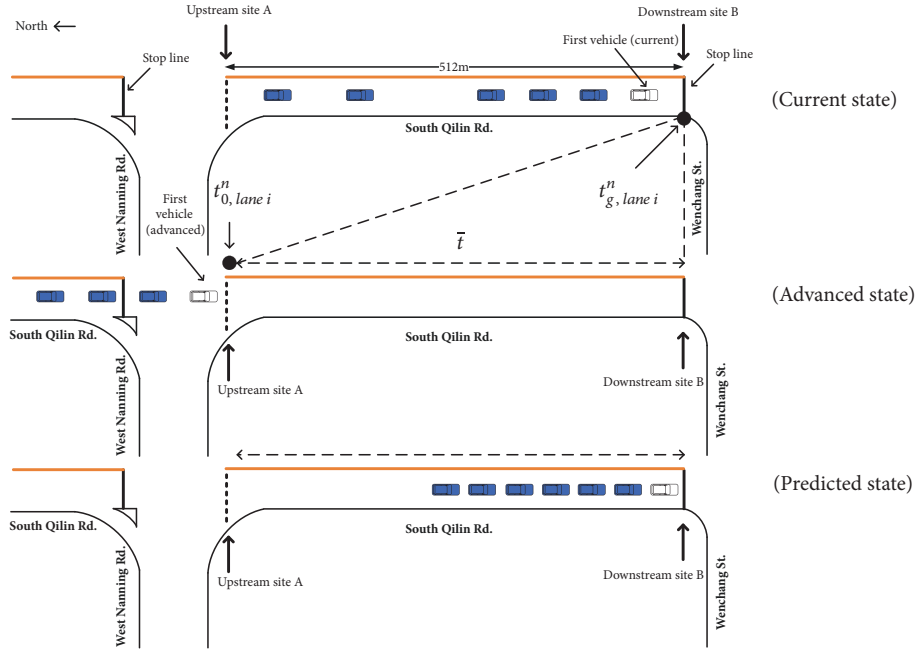 Upstream site A
Downstream site B
North
First vehicle (current)
Stop line
512m
Stop line
(Current state)
South Qilin Rd.
West Nanning Rd.
t^n_{0, lane i}
t^n_{g, lane i}
Wenchang St.
First
vehicle
(advanced)
t̄
(Advanced state)
South Qilin Rd.
South Qilin Rd.
West Nanning Rd.
Upstream site A
Downstream site B
Wenchang St.
(Predicted state)
South Qilin Rd.
South Qilin Rd.
West Nanning Rd.
Upstream site A
Downstream site B
Wenchang St.